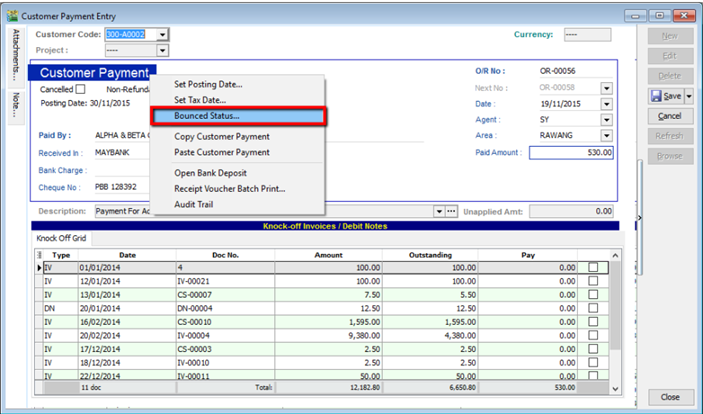 Customer Payment Entry
Customer Code: 300-A0002
Currency: ----
Project : ----
Attachments...
Note...
Customer Payment
Cancelled
Non-Refunda
Posting Date: 30/11/2015
Set Posting Date...
Set Tax Date...
Bounced Status...
Copy Customer Payment
Paste Customer Payment
Open Bank Deposit
Receipt Voucher Batch Print...
Audit Trail
O/R No : OR-00056
Next No : OR-00058
Date : 19/11/2015
Agent : SY
Area : RAWANG
Paid Amount : 530.00
Paid By : ALPHA & BETA C
Received In : MAYBANK
Bank Charge :
Cheque No : PBB 128392
Description: Payment For Ac
Unapplied Amt: 0.00
Knock-off Invoices / Debit Notes
Knock Off Grid
Type Date Doc No. Amount Outstanding Pay
IV 01/01/2014 4 100.00 100.00 0.00
IV 12/01/2014 IV-00021 100.00 100.00 0.00
IV 13/01/2014 CS-00007 7.50 5.50 0.00
DN 20/01/2014 DN-00004 12.50 12.50 0.00
IV 16/02/2014 CS-00010 1,595.00 1,595.00 0.00
IV 20/02/2014 IV-00004 9,380.00 4,380.00 0.00
IV 17/12/2014 CS-00003 2.50 2.50 0.00
IV 18/12/2014 IV-00010 2.50 2.50 0.00
IV 22/12/2014 IV-00011 50.00 50.00 0.00
11 doc Total: 12,182.80 6,650.80 530.00
New
Edit
Delete
Save
Cancel
Refresh
Browse
Close